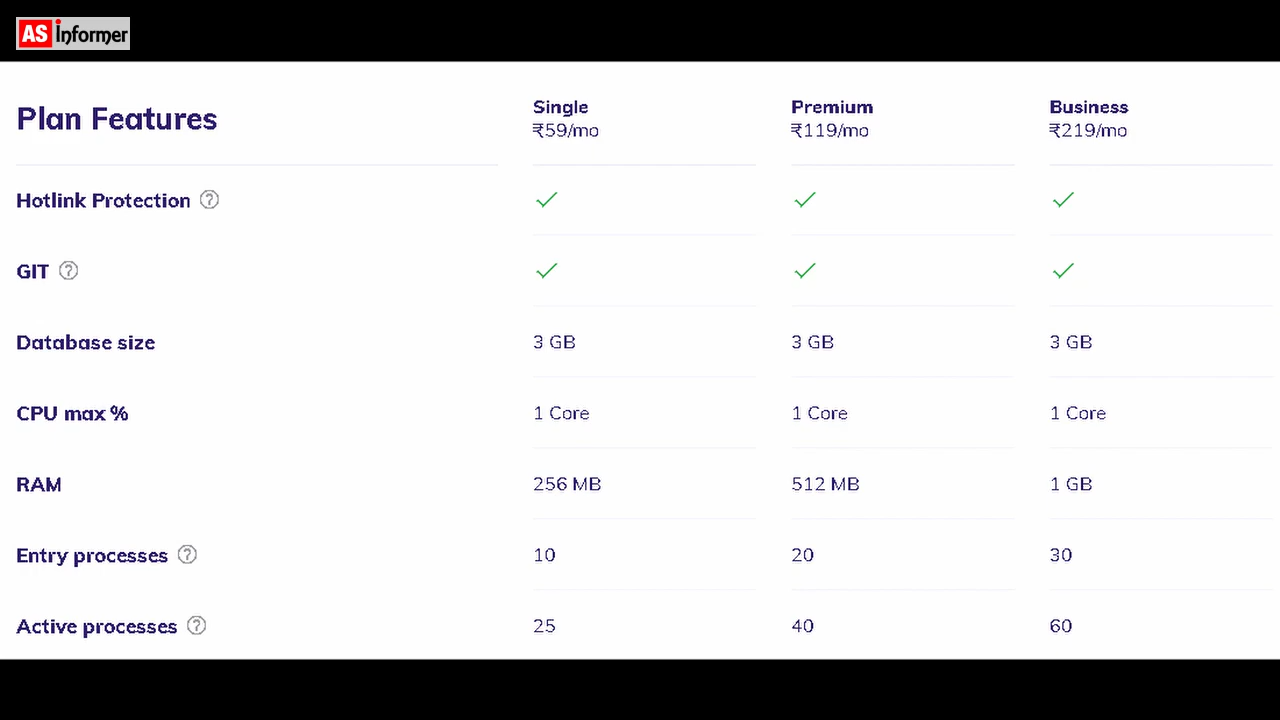 AS Informer
Plan Features
Single Premium Business
₹59/mo ₹119/mo ₹219/mo
Hotlink Protection ?
GIT ?
Database size 3 GB 3 GB 3 GB
CPU max % 1 Core 1 Core 1 Core
RAM 256 MB 512 MB 1 GB
Entry processes ? 10 20 30
Active processes ? 25 40 60